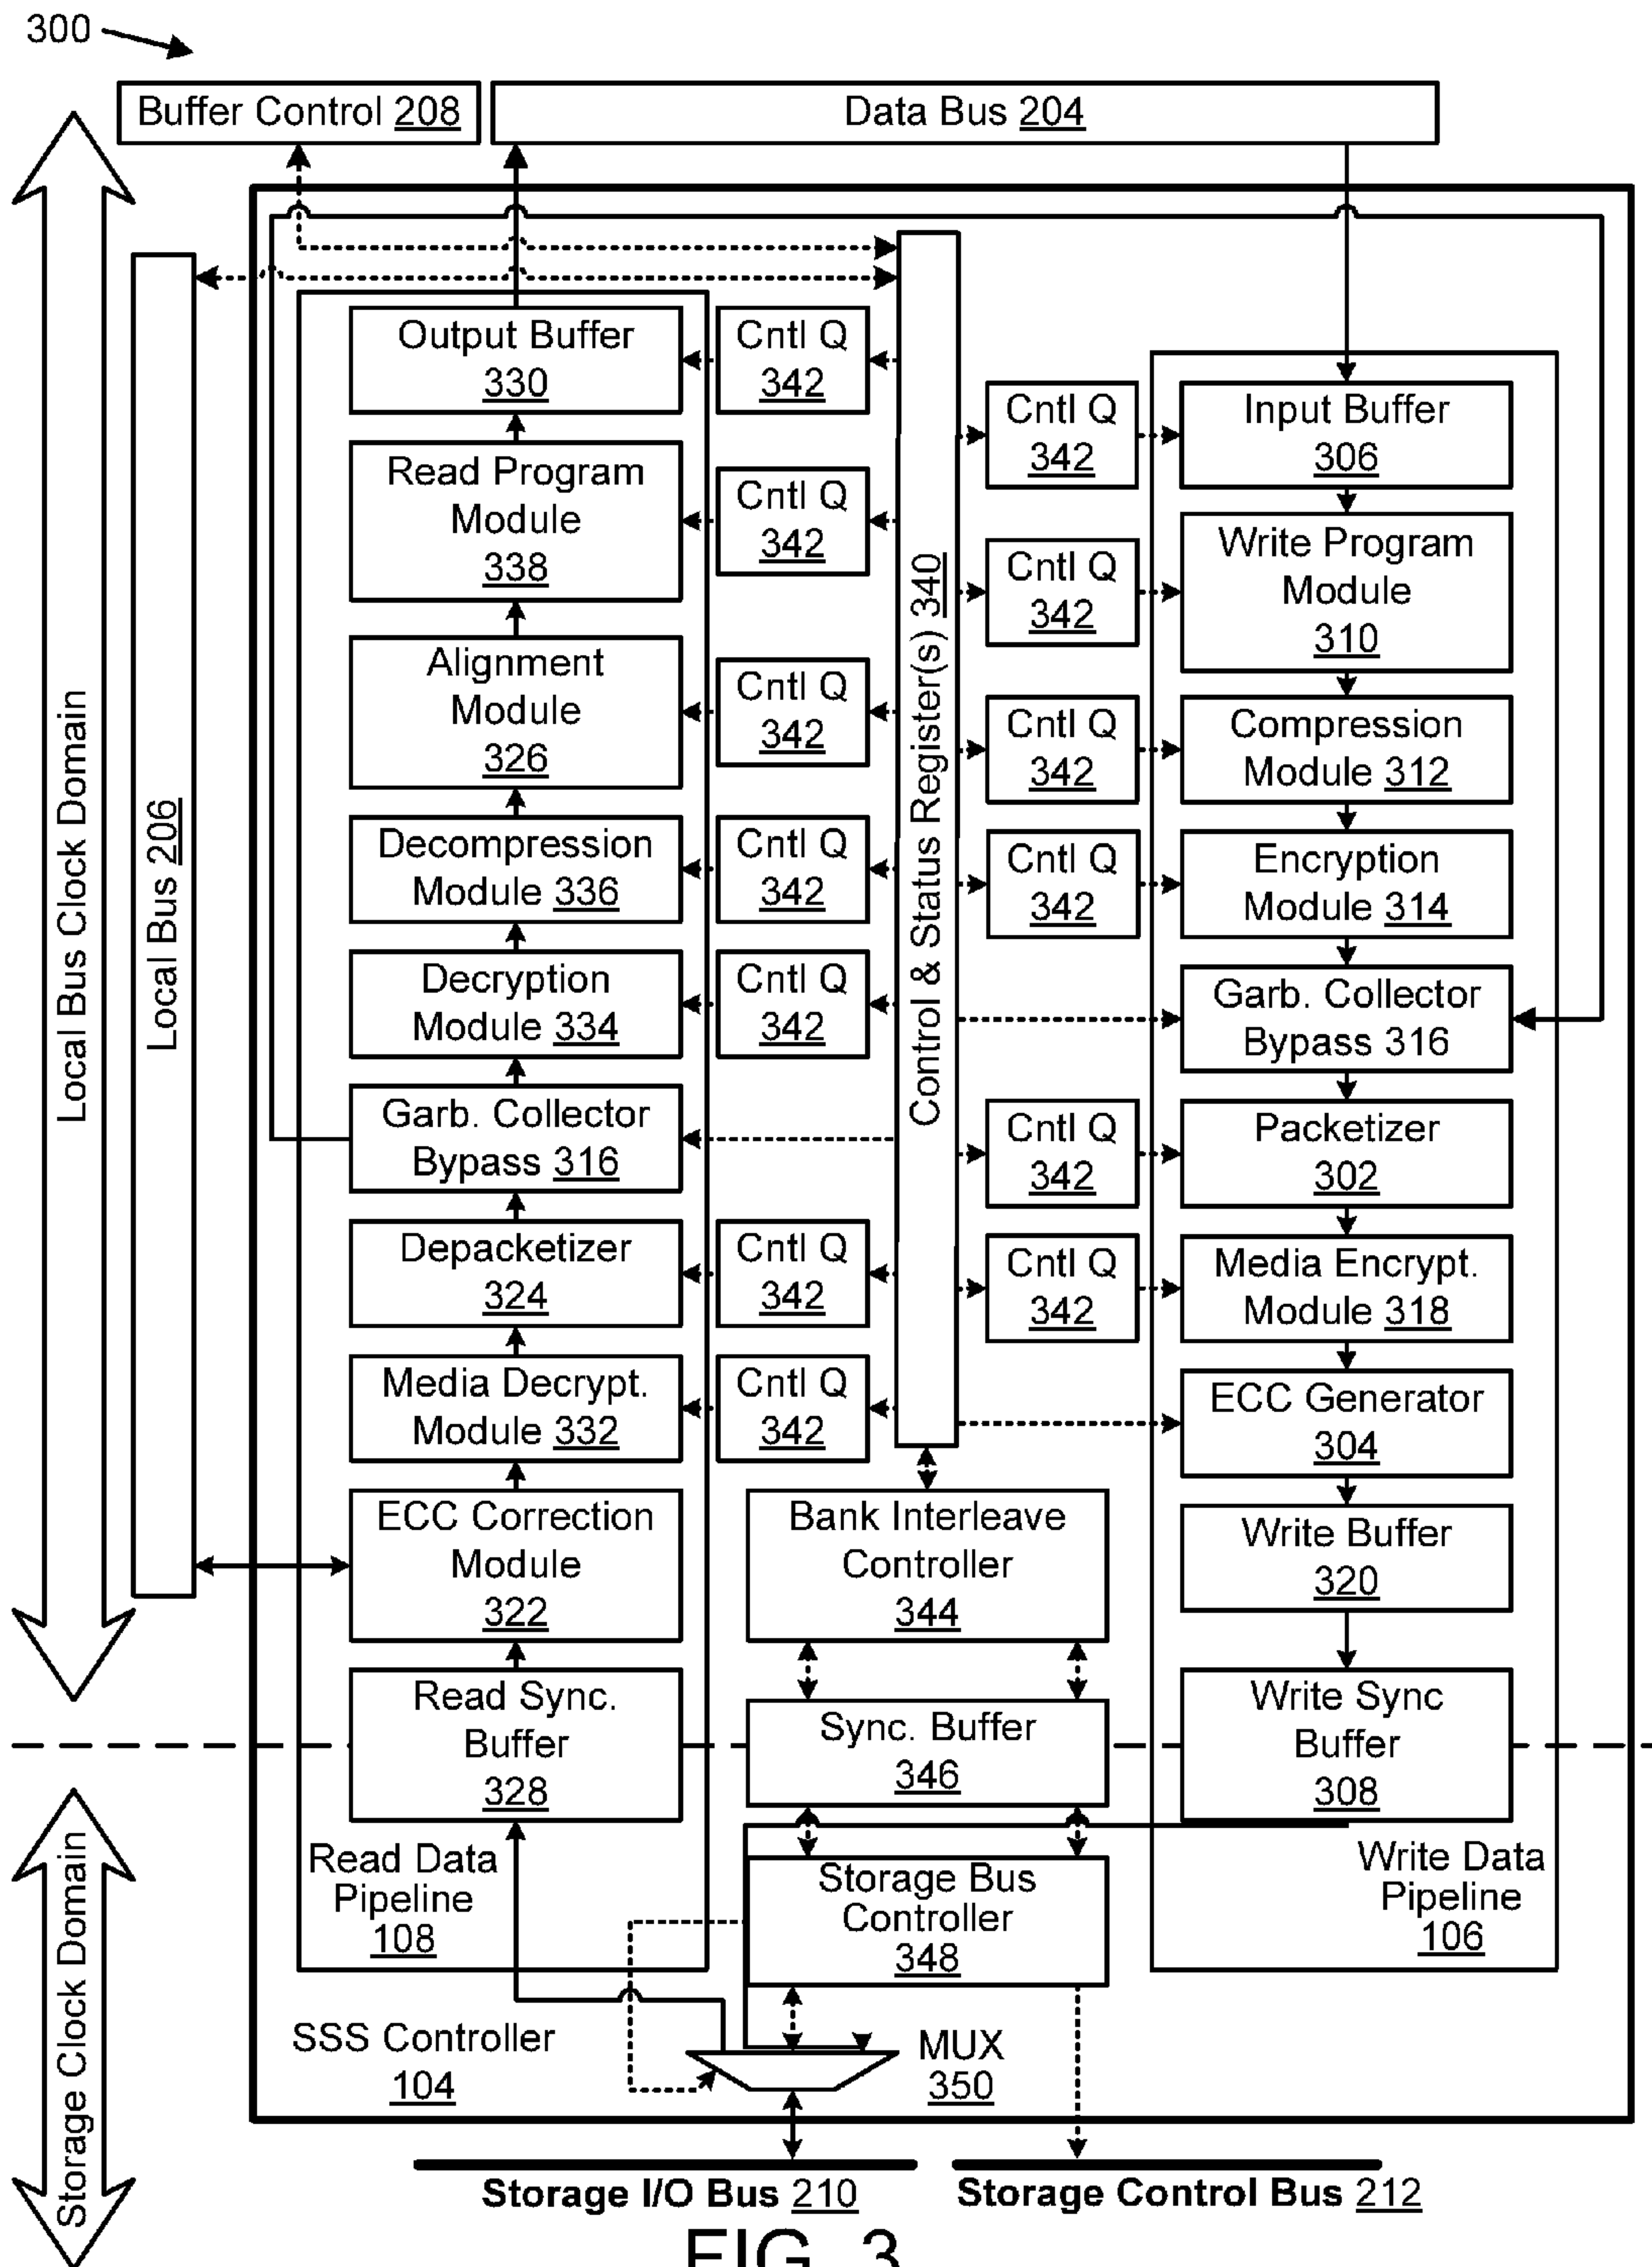 300
Buffer Control 208
Data Bus 204
Local Bus Clock Domain
Local Bus 206
Output Buffer
330
Read Program
Module
338
Alignment
Module
326
Decompression
Module 336
Decryption
Module 334
Garb. Collector
Bypass 316
Depacketizer
324
Media Decrypt.
Module 332
ECC Correction
Module
322
Read Sync.
Buffer
328
Read Data
Pipeline
108
Cntl Q
342
Cntl Q
342
Cntl Q
342
Cntl Q
342
Cntl Q
342
Cntl Q
342
Cntl Q
342
Control & Status Register(s) 340
Cntl Q
342
Cntl Q
342
Cntl Q
342
Cntl Q
342
Cntl Q
342
Cntl Q
342
Input Buffer
306
Write Program
Module
310
Compression
Module 312
Encryption
Module 314
Garb. Collector
Bypass 316
Packetizer
302
Media Encrypt.
Module 318
ECC Generator
304
Write Buffer
320
Write Sync
Buffer
308
Write Data
Pipeline
106
Bank Interleave
Controller
344
Sync. Buffer
346
Storage Bus
Controller
348
Storage Clock Domain
SSS Controller
104
MUX
350
Storage I/O Bus 210
Storage Control Bus 212
FIG. 3